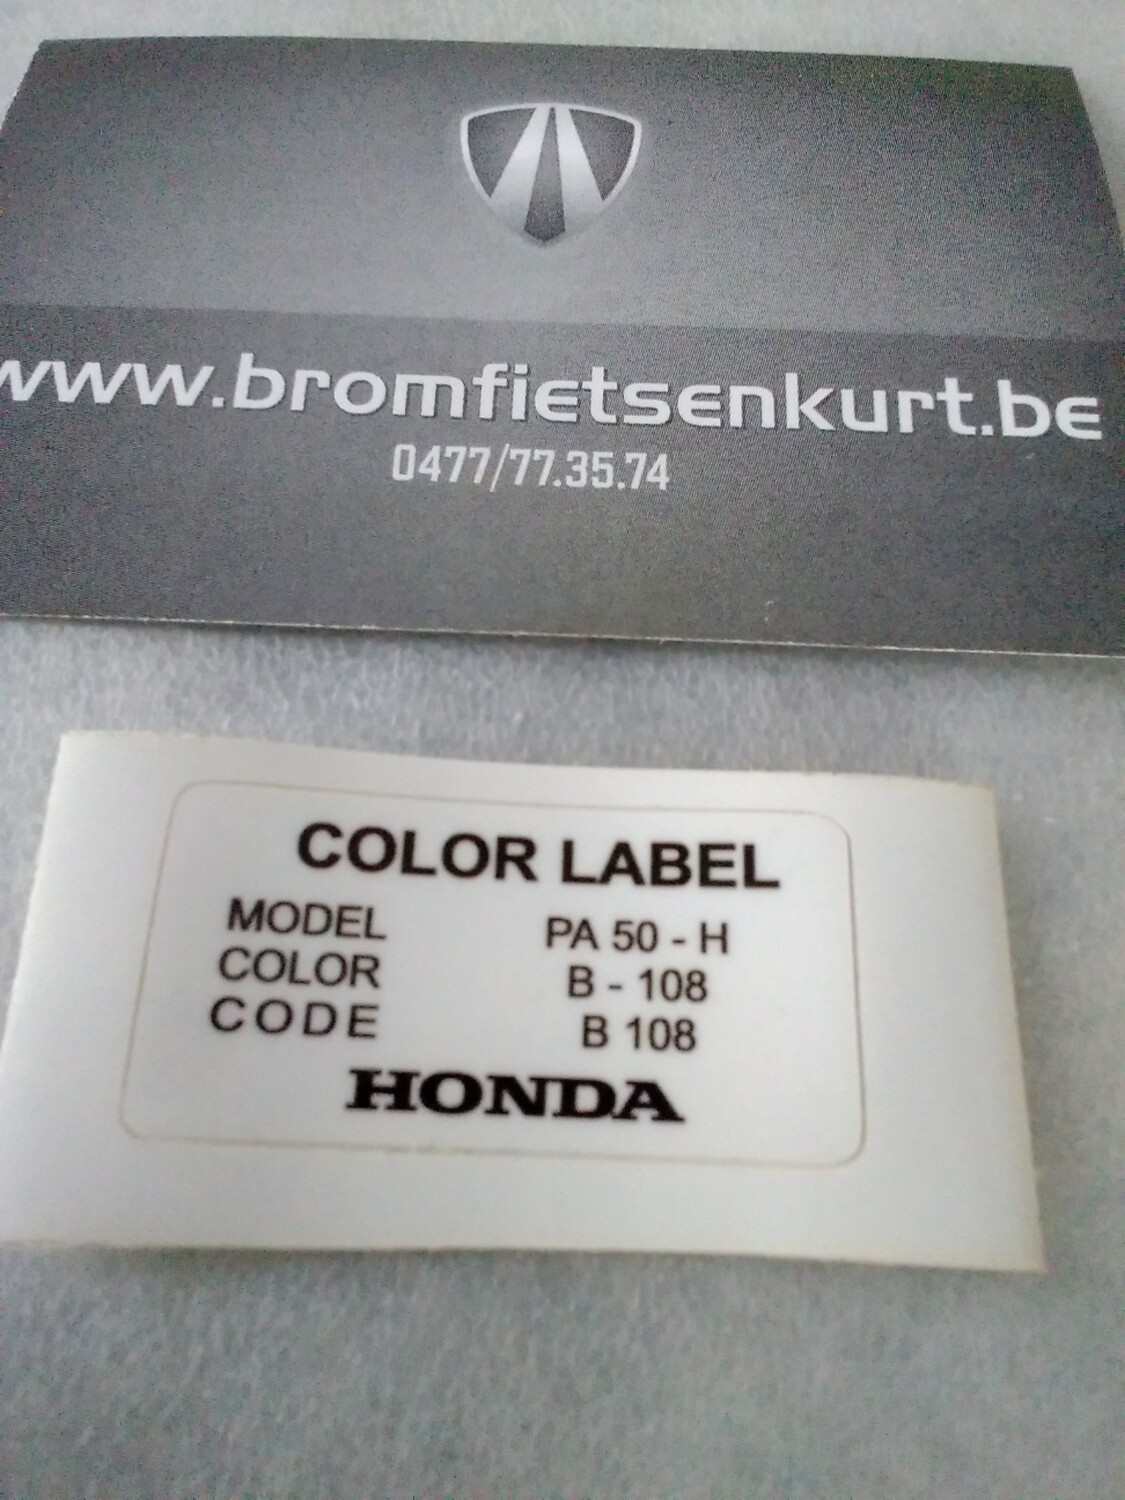 www.bromfietsenkurt.be
0477/77.35.74
COLOR LABEL
MODEL PA 50 - H
COLOR B - 108
CODE B 108
HONDA